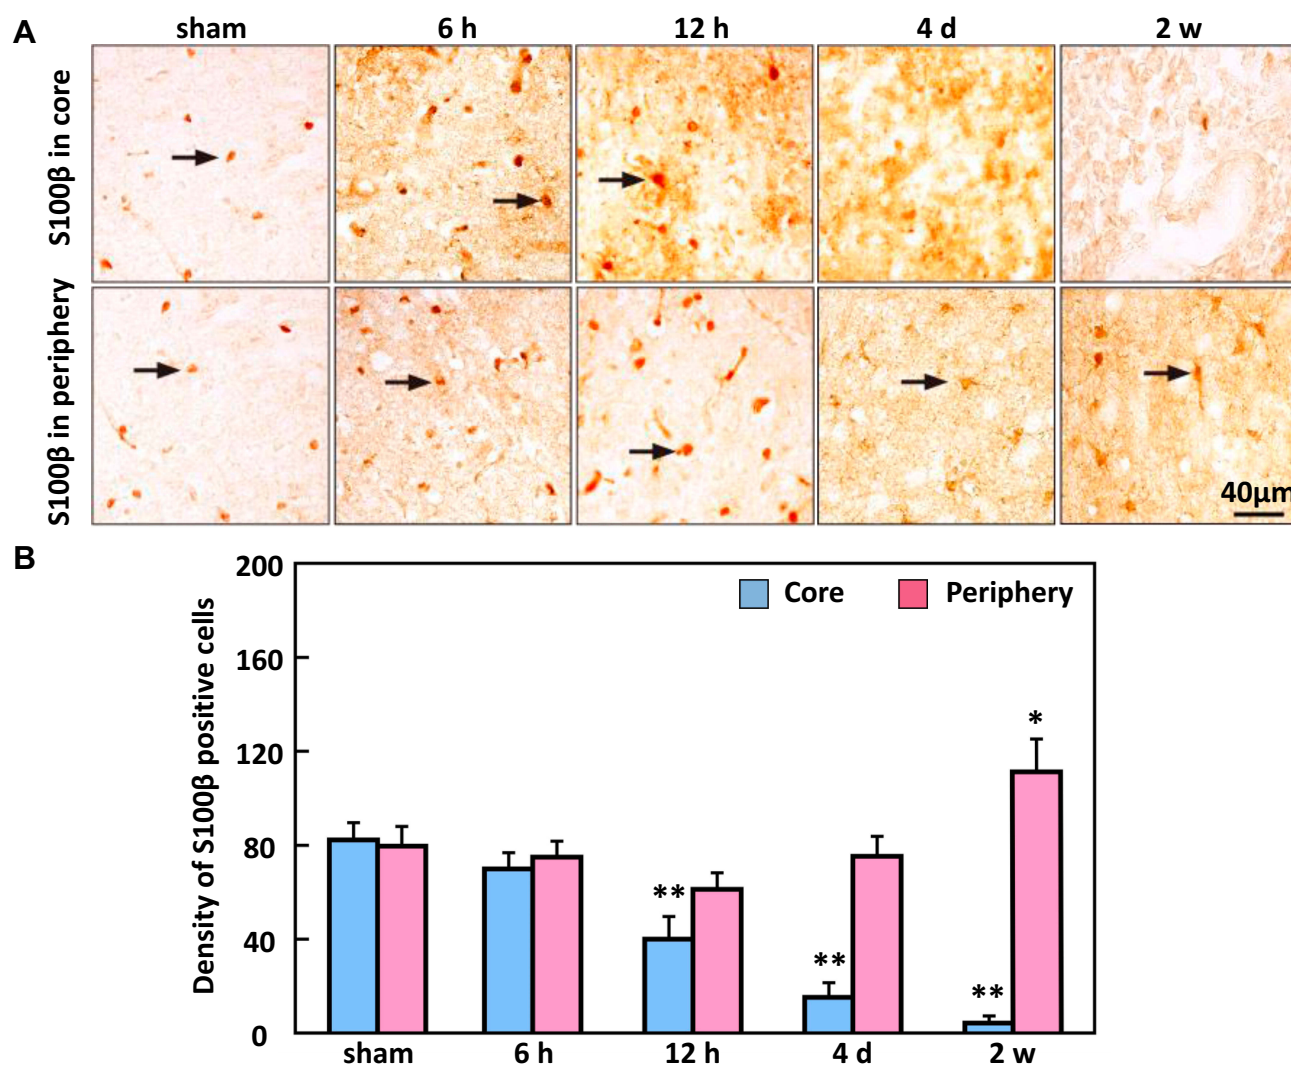 A
sham
6 h
12 h
4 d
2 w
S100β in core
S100β in periphery
40μm
B
200
160
120
80
40
0
Density of S100β positive cells
Core
Periphery
**
**
**
*
sham
6 h
12 h
4 d
2 w